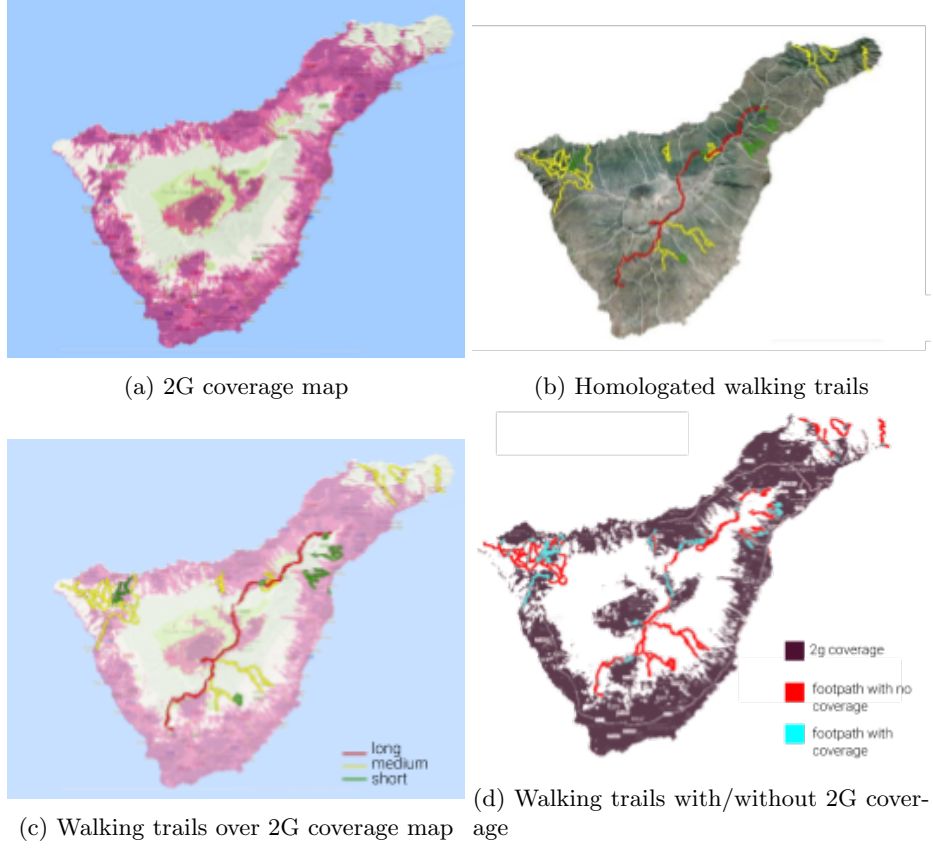 (a) 2G coverage map
(b) Homologated walking trails
long
medium
short
(c) Walking trails over 2G coverage map
2g coverage
footpath with no
coverage
footpath with
coverage
(d) Walking trails with/without 2G cover-
age